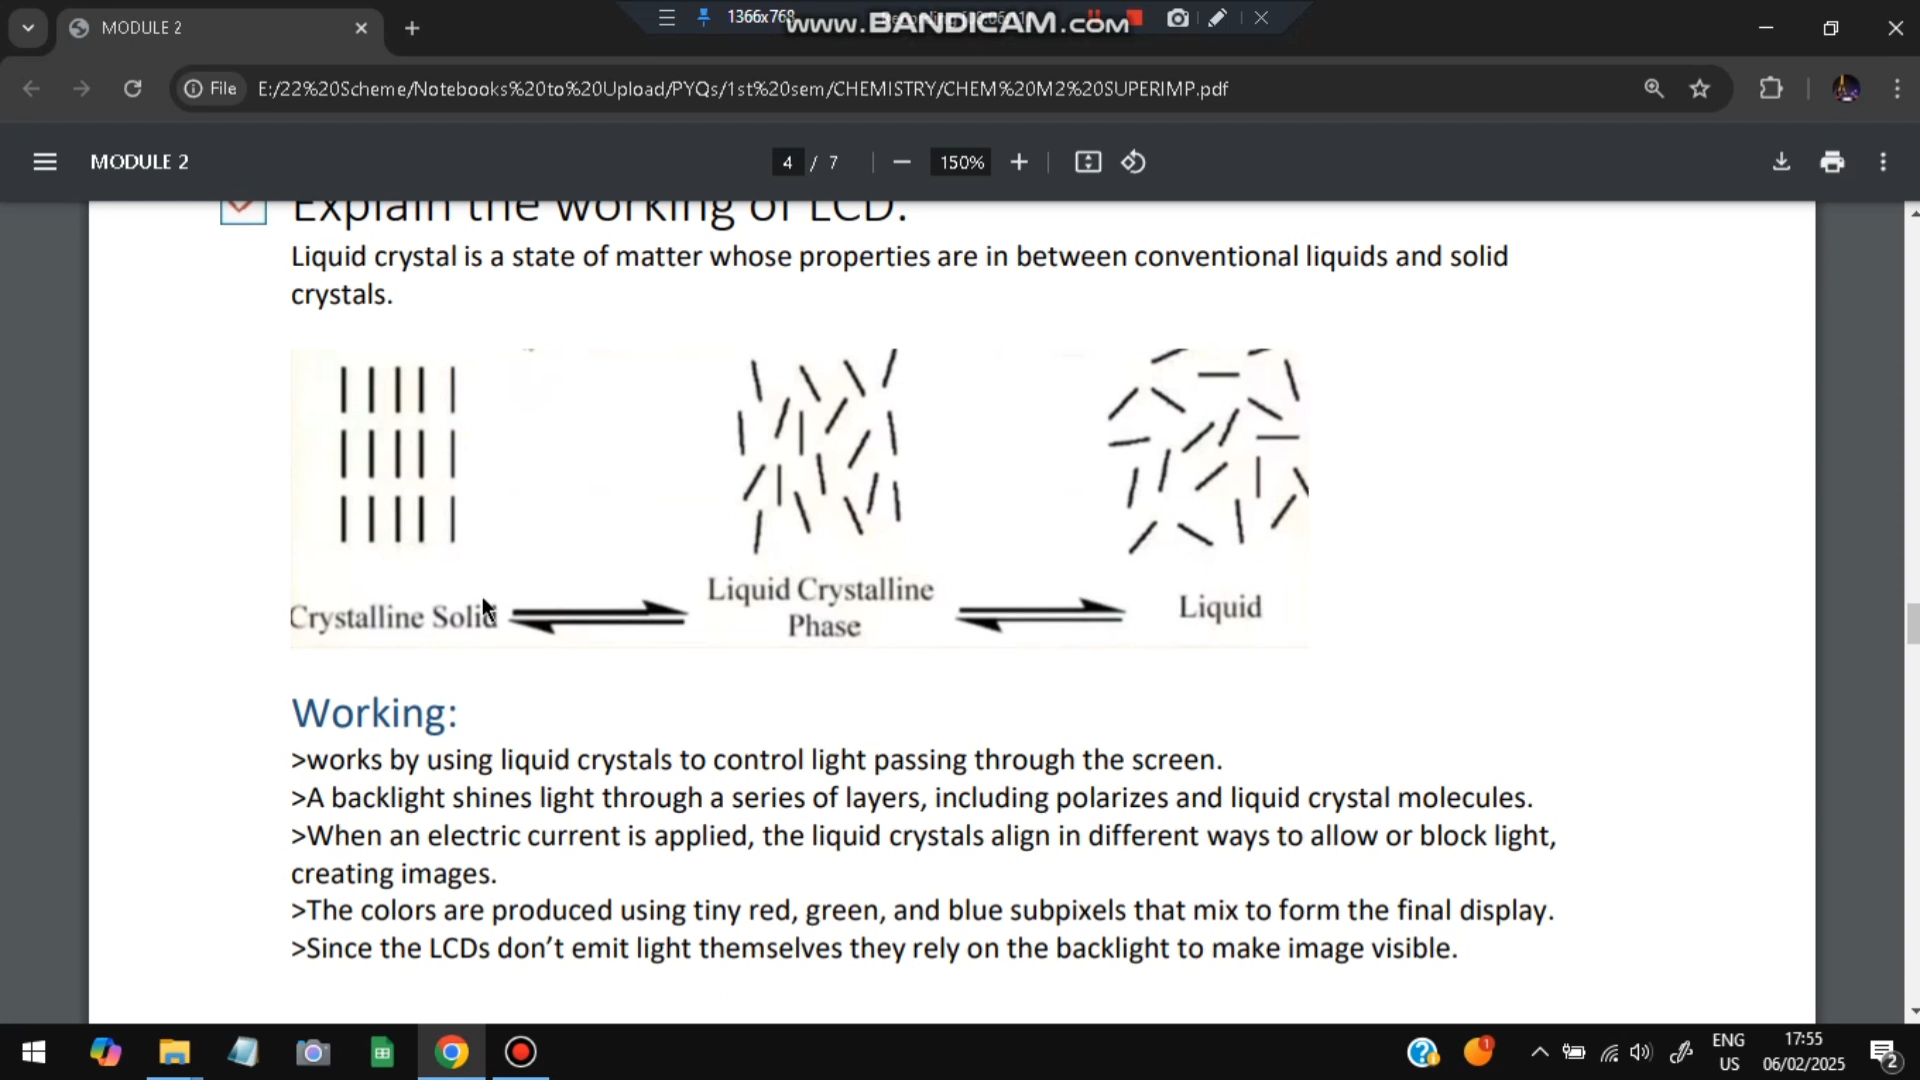 MODULE 2
1366x768
www.BANDICAM.com
File
E:/22%20Scheme/Notebooks%20to%20Upload/PYQs/1st%20sem/CHEMISTRY/CHEM%20M2%20SUPERIMP.pdf
MODULE 2
4 / 7
150%
Explain the working of LCD.
Liquid crystal is a state of matter whose properties are in between conventional liquids and solid
crystals.
Crystalline Solid
Liquid Crystalline
Phase
Liquid
Working:
>works by using liquid crystals to control light passing through the screen.
>A backlight shines light through a series of layers, including polarizes and liquid crystal molecules.
>When an electric current is applied, the liquid crystals align in different ways to allow or block light,
creating images.
>The colors are produced using tiny red, green, and blue subpixels that mix to form the final display.
>Since the LCDs don’t emit light themselves they rely on the backlight to make image visible.
1
ENG
US
17:55
06/02/2025
2